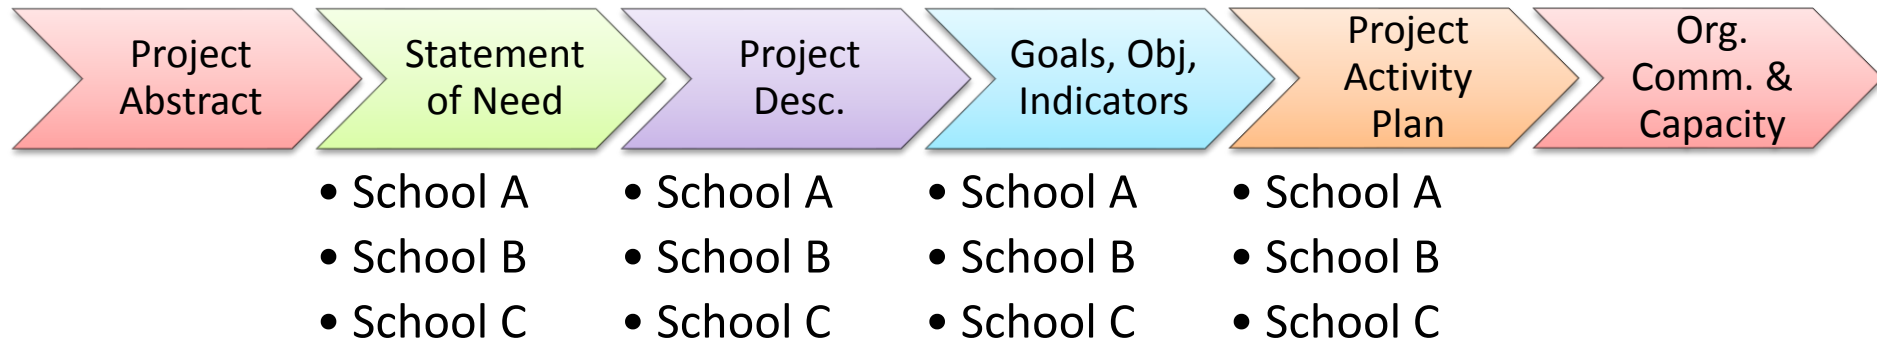 Project
Abstract
Statement
of Need
Project
Desc.
Goals, Obj,
Indicators
Project
Activity
Plan
Org.
Comm. &
Capacity
• School A
• School B
• School C
• School A
• School B
• School C
• School A
• School B
• School C
• School A
• School B
• School C